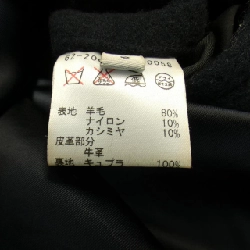 表地 羊毛 80%
ナイロン 10%
カシミヤ 10%
皮革部分
牛革
裏地 キュプラ 100%